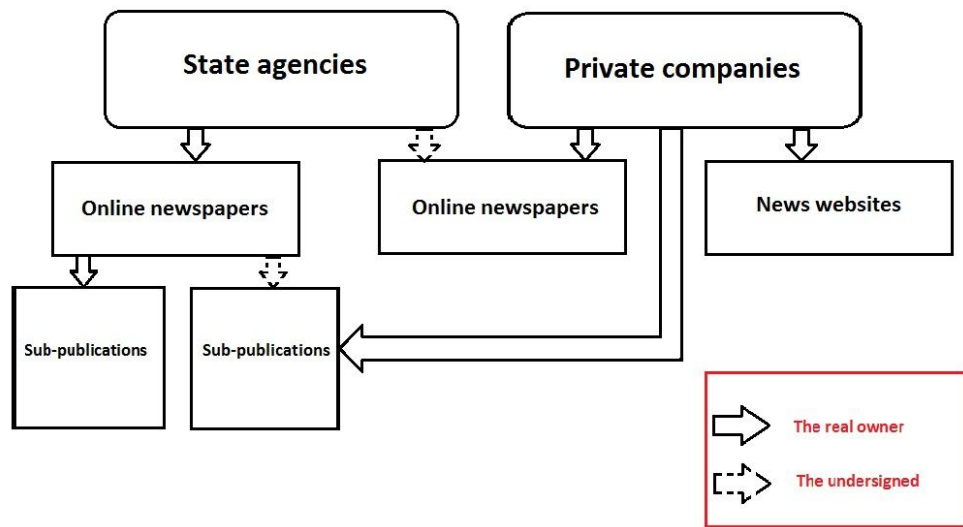 State agencies
Private companies
Online newspapers
Online newspapers
News websites
Sub-publications
Sub-publications
The real owner
The undersigned